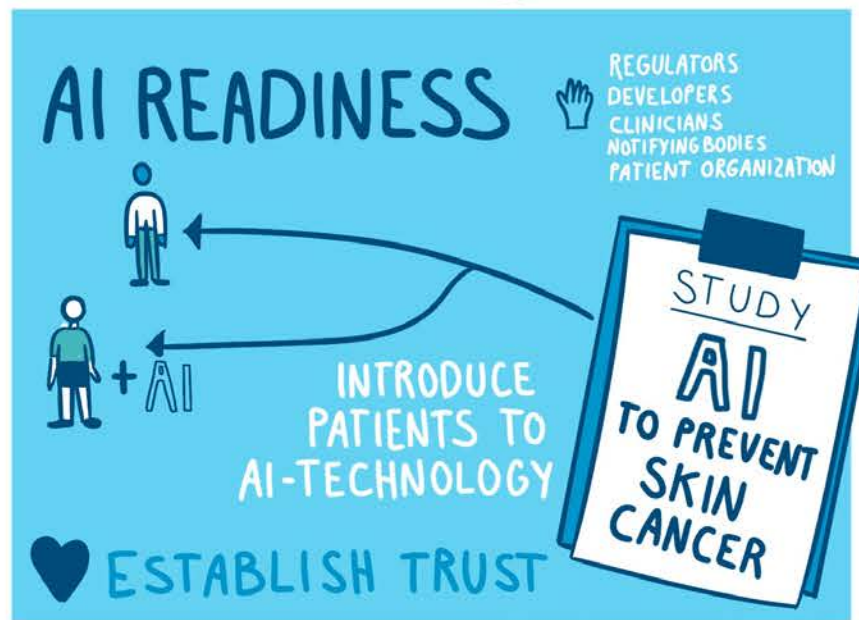 AI READINESS
REGULATORS
DEVELOPERS
CLINICIANS
NOTIFYING BODIES
PATIENT ORGANIZATION
STUDY
AI
TO PREVENT
SKIN
CANCER
+ AI
INTRODUCE
PATIENTS TO
AI-TECHNOLOGY
ESTABLISH TRUST